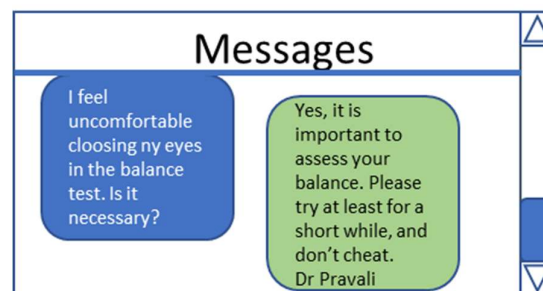 Messages
I feel
uncomfortable
cloosing ny eyes
in the balance
test. Is it
necessary?
Yes, it is
important to
assess your
balance. Please
try at least for a
short while, and
don’t cheat.
Dr Pravali